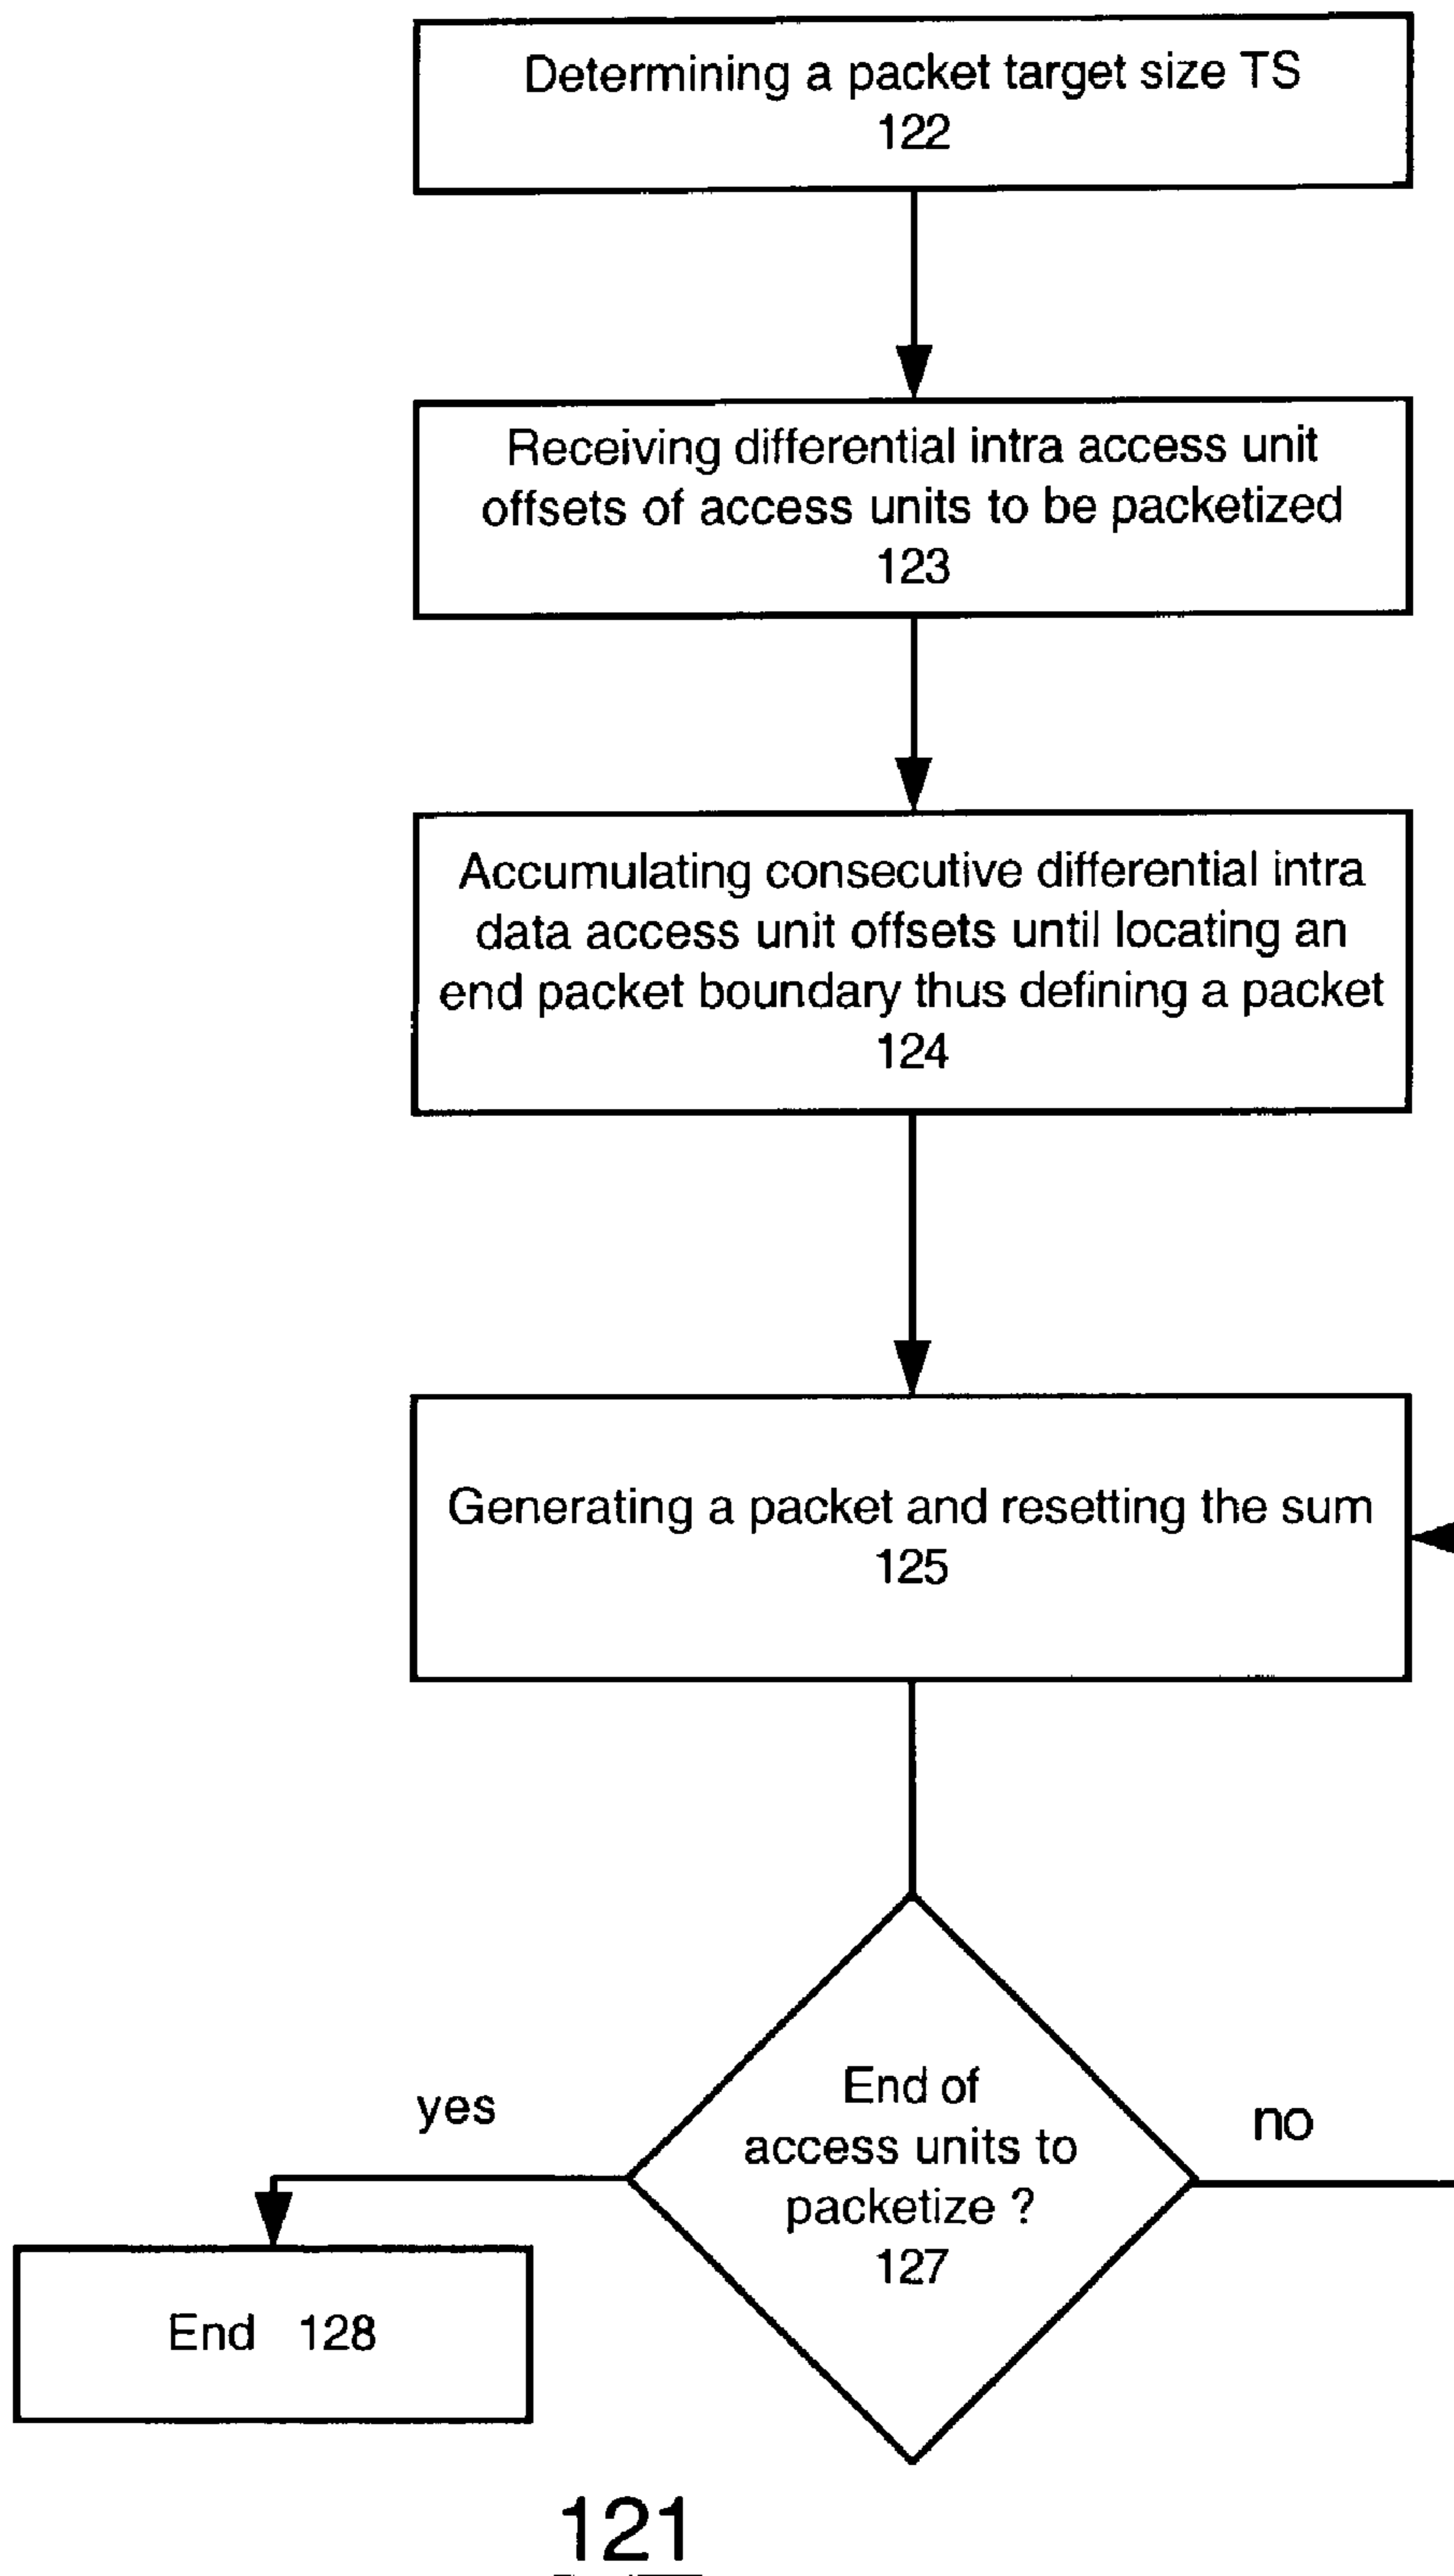 Determining a packet target size TS
122
Receiving differential intra access unit
offsets of access units to be packetized
123
Accumulating consecutive differential intra
data access unit offsets until locating an
end packet boundary thus defining a packet
124
Generating a packet and resetting the sum
125
End of
access units to
packetize ?
127
yes
no
End 128
121